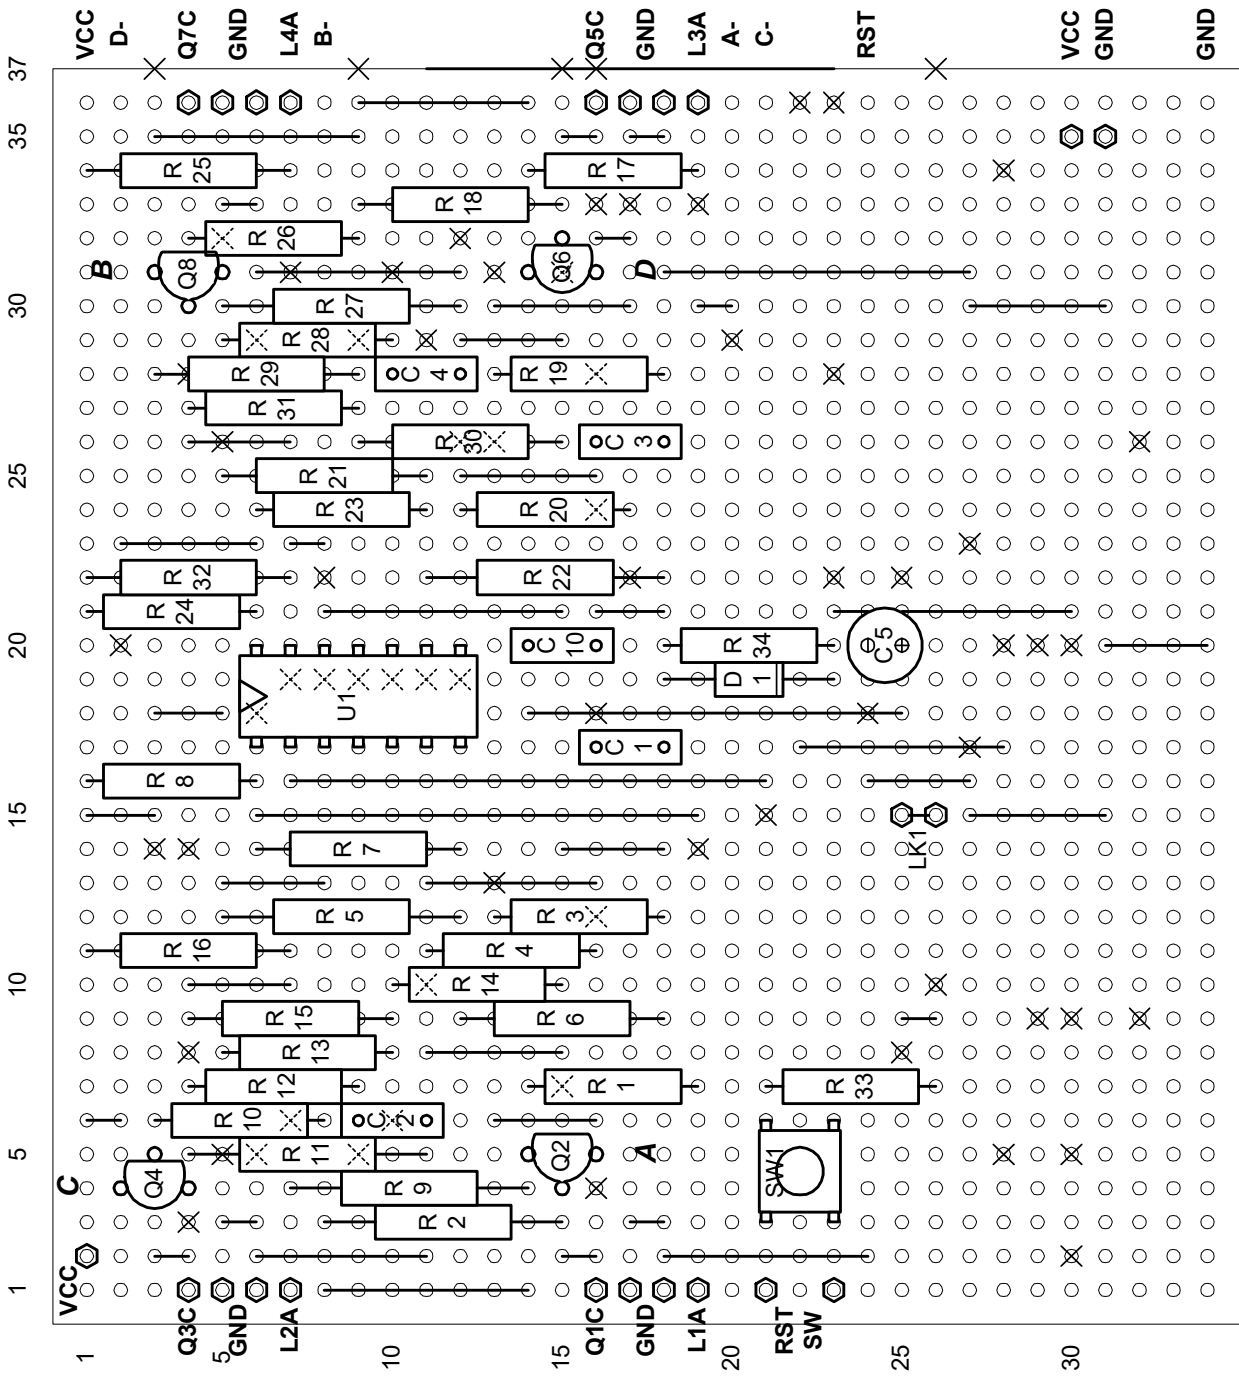 VCC
D-
Q7C
GND
L4A
B-
Q5C
GND
L3A
A-
C-
RST
VCC
GND
GND
37
35
30
25
20
15
10
5
1
R 25
R 17
R 18
R 26
B
Q8
Q6
D
R 27
R 28
R 29
C 4
R 19
R 31
R 30
C 3
R 21
R 23
R 20
R 32
R 22
R 24
C 10
R 34
C 5
D 1
U1
C 1
R 8
LK1
R 7
R 5
R 3
R 16
R 4
R 14
R 15
R 6
R 13
R 12
R 1
R 33
R 10
C 2
R 11
Q2
A
SW1
C
Q4
R 9
R 2
VCC
Q3C
GND
L2A
Q1C
GND
L1A
RST
SW
1
5
10
15
20
25
30